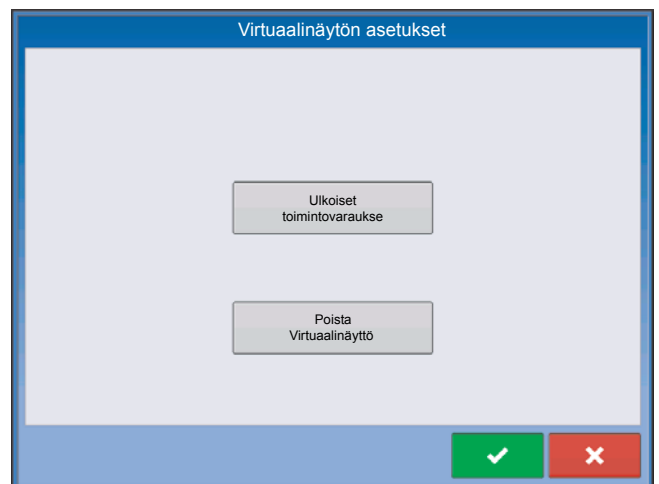 Virtuaalinäytön asetukset
Ulkoiset
toimintovaraukse
Poista
Virtuaalinäyttö